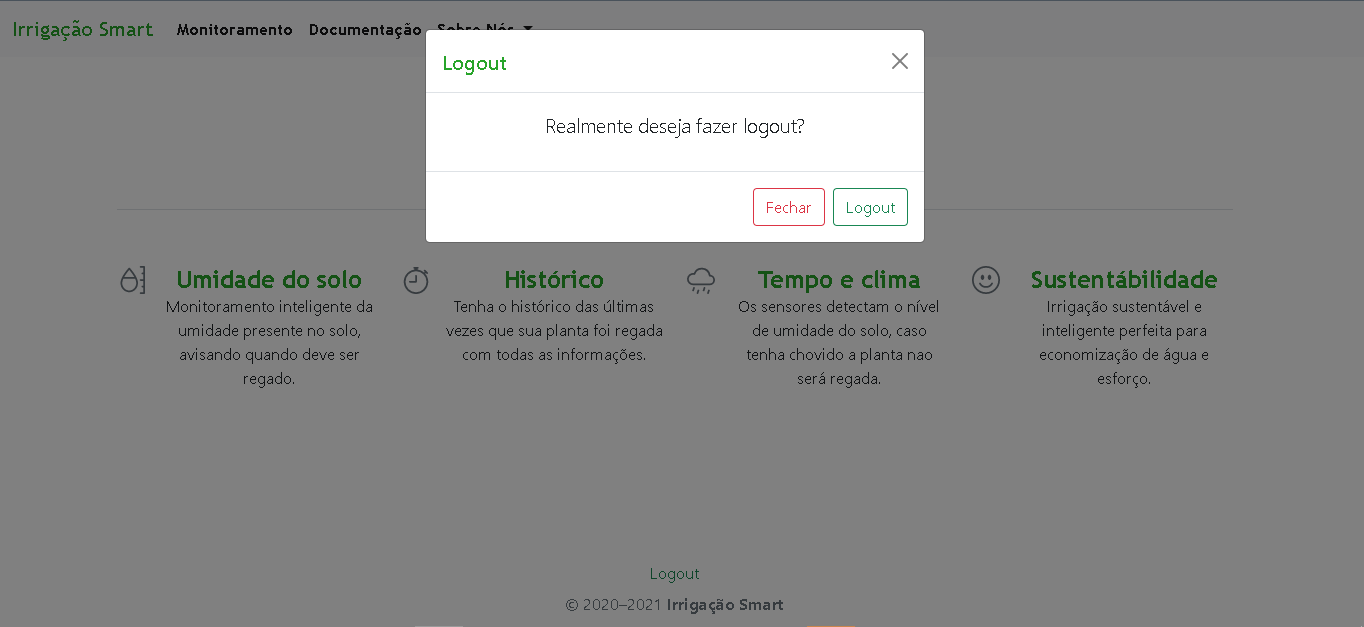 Irrigação Smart Monitoramento Documentação Sobre Nós
Logout
Realmente deseja fazer logout?
Fechar Logout
Umidade do solo
Monitoramento inteligente da
umidade presente no solo,
avisando quando deve ser
regado.
Histórico
Tenha o histórico das últimas
vezes que sua planta foi regada
com todas as informações.
Tempo e clima
Os sensores detectam o nível
de umidade do solo, caso
tenha chovido a planta nao
será regada.
Sustentábilidade
Irrigação sustentável e
inteligente perfeita para
economização de água e
esforço.
Logout
© 2020–2021 Irrigação Smart